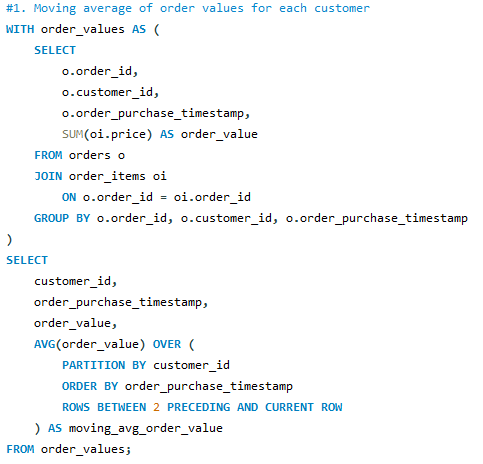 #1. Moving average of order values for each customer
WITH order_values AS (
    SELECT
        o.order_id,
        o.customer_id,
        o.order_purchase_timestamp,
        SUM(oi.price) AS order_value
    FROM orders o
    JOIN order_items oi
        ON o.order_id = oi.order_id
    GROUP BY o.order_id, o.customer_id, o.order_purchase_timestamp
)
SELECT
    customer_id,
    order_purchase_timestamp,
    order_value,
    AVG(order_value) OVER (
        PARTITION BY customer_id
        ORDER BY order_purchase_timestamp
        ROWS BETWEEN 2 PRECEDING AND CURRENT ROW
    ) AS moving_avg_order_value
FROM order_values;